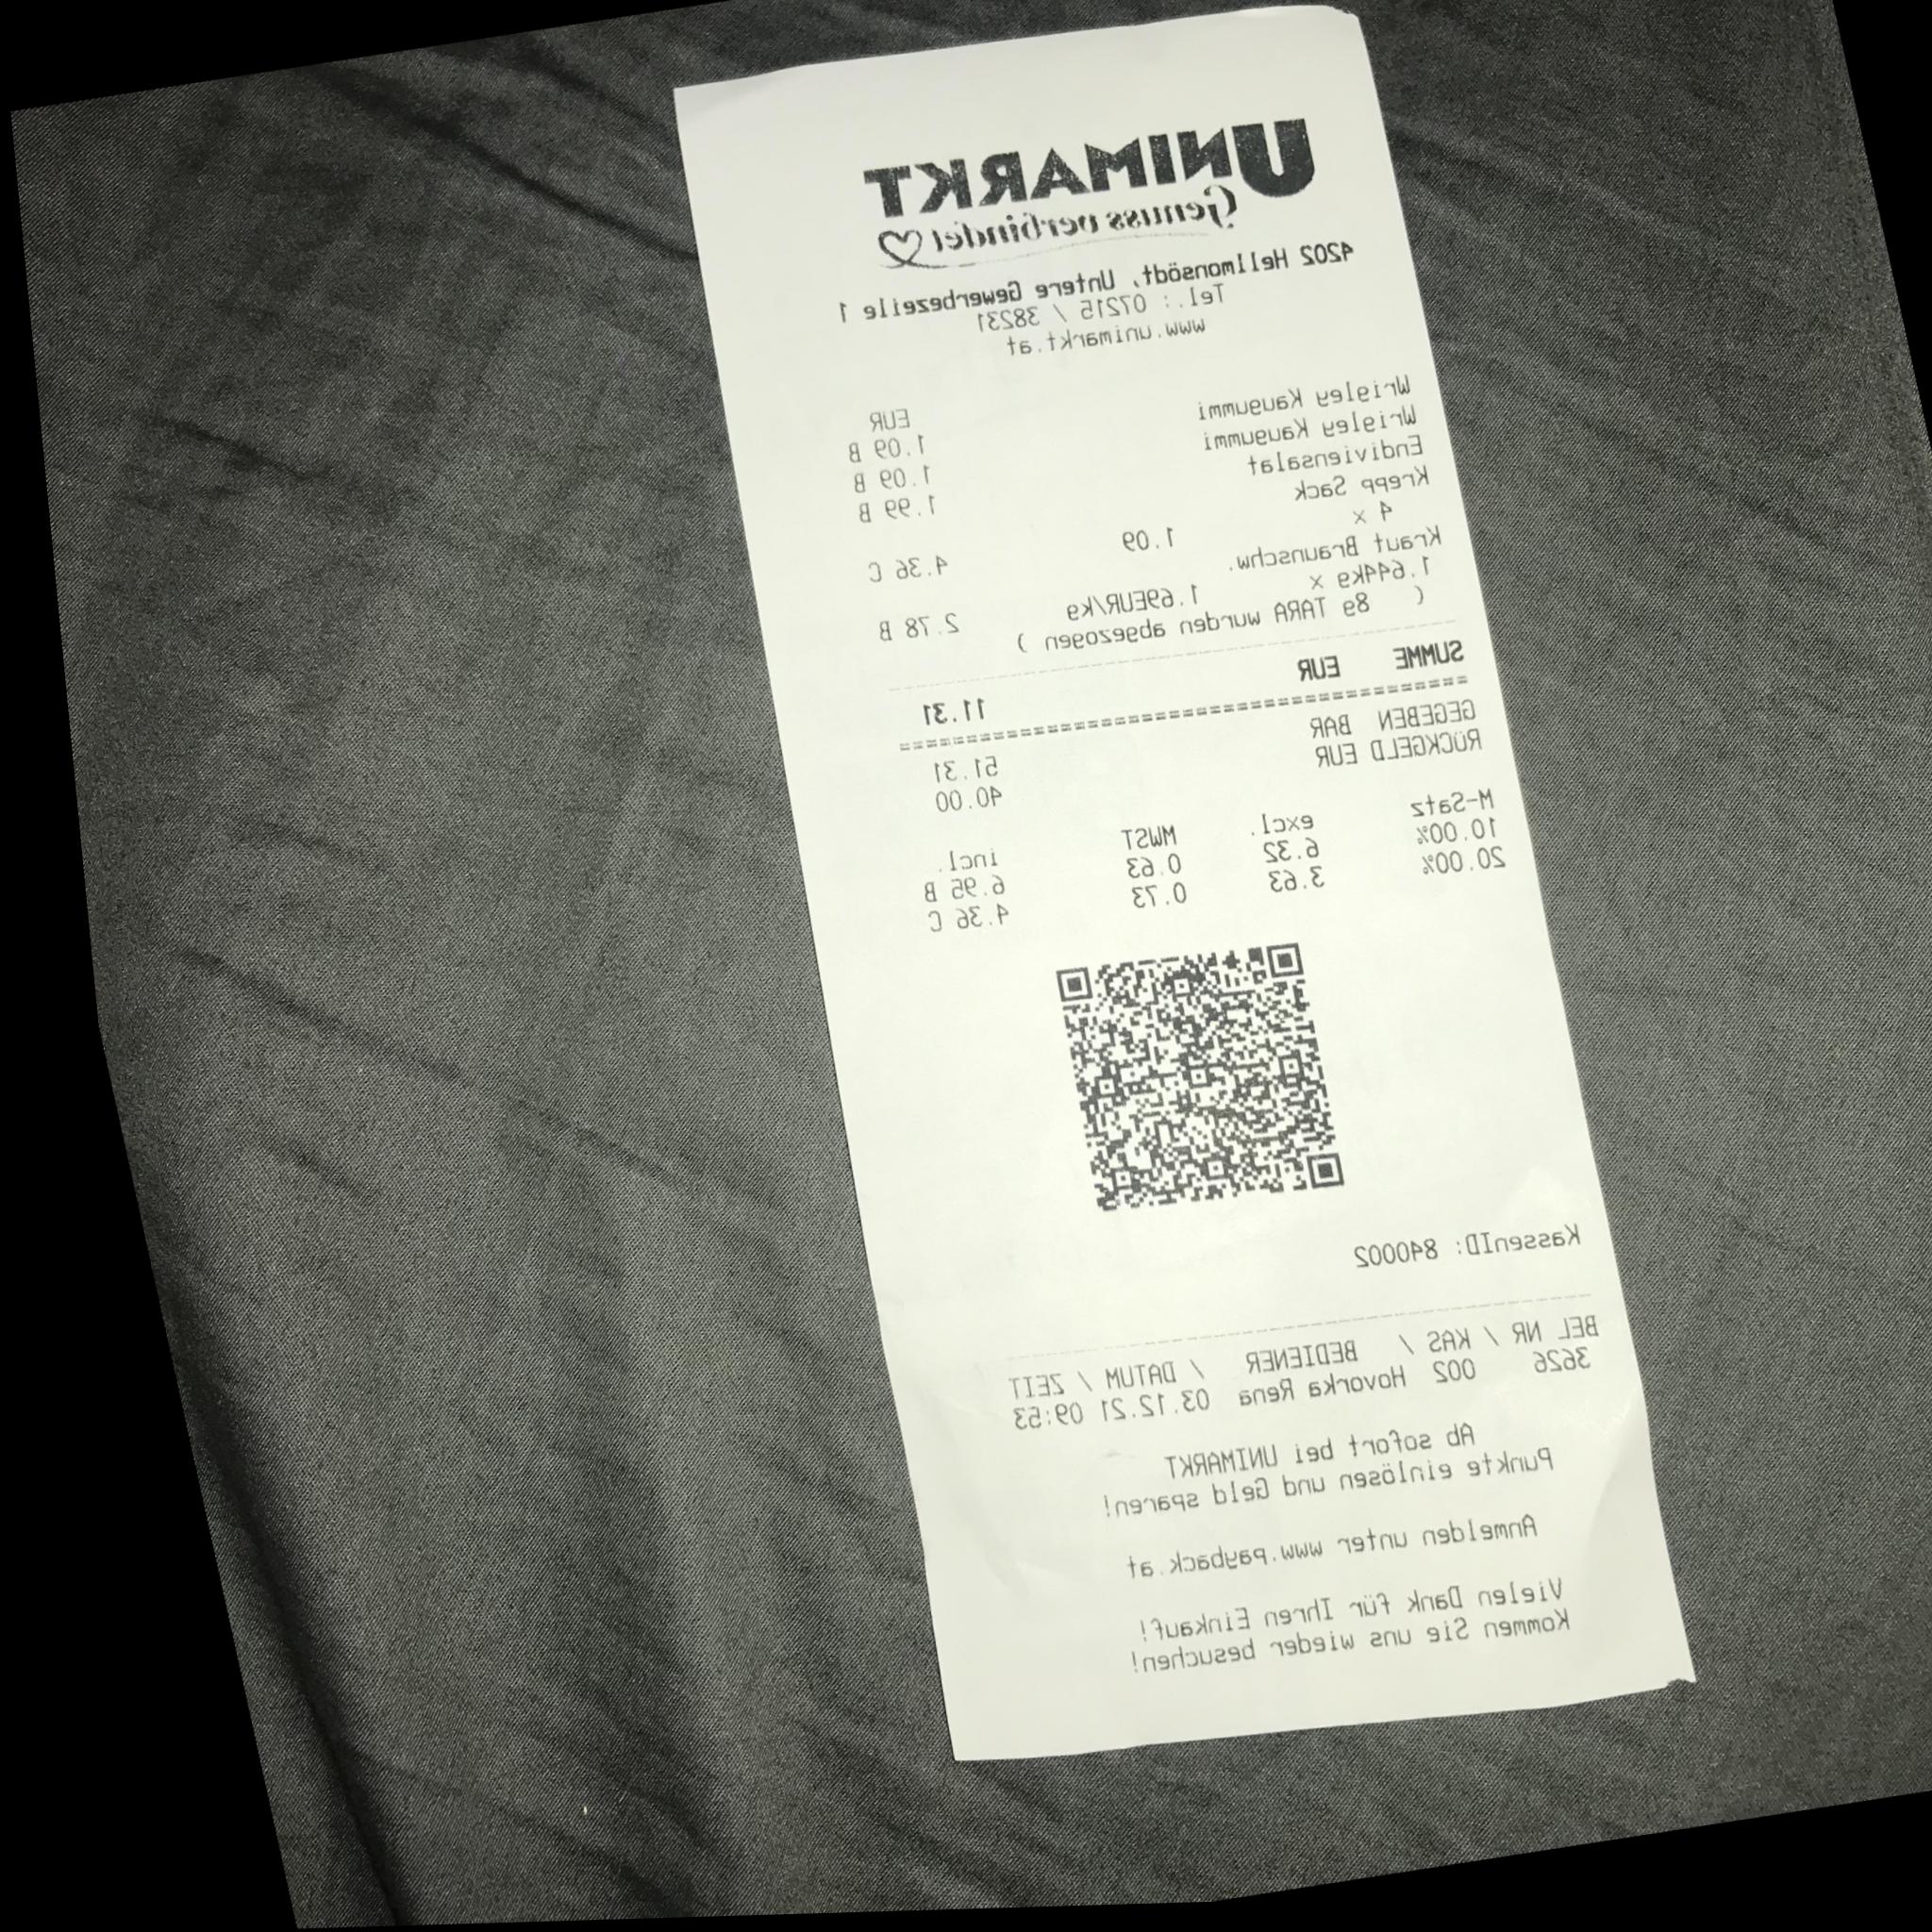 UNIMARKT
Genuss verbindet
4202 Hellmonsödt, Untere Gewerbezeile 1
Tel.: 07215 / 38231
www.unimarkt.at
EUR
Wrigley Kaugummi 1.09 B
Wrigley Kaugummi 1.09 B
Endiviensalat 1.99 B
Krepp Sack
4 x 1.09 4.36 C
Kraut Braunschw.
1.644kg x 1.69EUR/kg 2.78 B
( 8g TARA wurden abgezogen )
SUMME EUR 11.31
========================================
GEGEBEN BAR 51.31
RÜCKGELD EUR 40.00
M-Satz excl. MWST incl.
10.00% 6.32 0.63 6.95 B
20.00% 3.63 0.73 4.36 C
KassenID: 840002
BEL NR / KAS / BEDIENER / DATUM / ZEIT
3626 002 Hovorka Rena 03.12.21 09:53
Ab sofort bei UNIMARKT
Punkte einlösen und Geld sparen!
Anmelden unter www.payback.at
Vielen Dank für Ihren Einkauf!
Kommen Sie uns wieder besuchen!